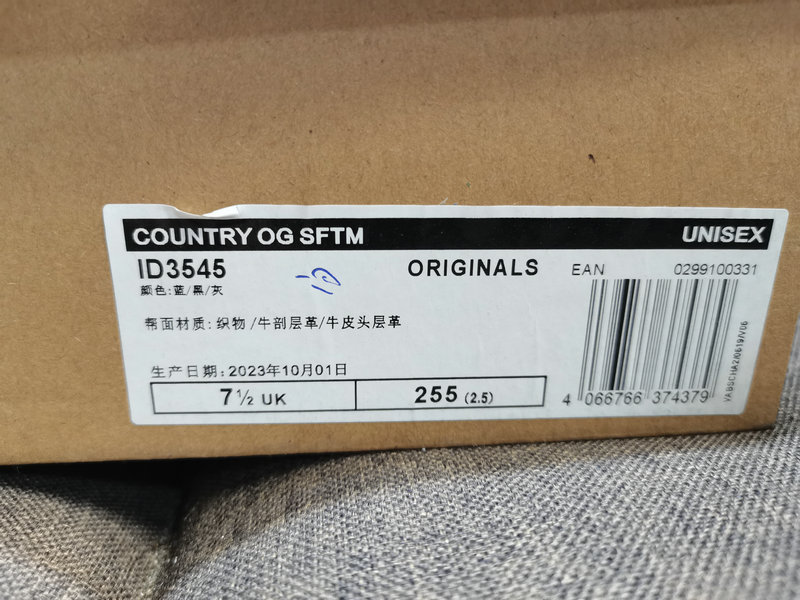 COUNTRY OG SFTM UNISEX
ID3545 ORIGINALS EAN 0299100331
颜色:蓝/黑/灰
帮面材质: 织物 /牛剖层革/牛皮头层革
生产日期: 2023年10月01日
7½ UK 255 (2.5)
4 066766 374379